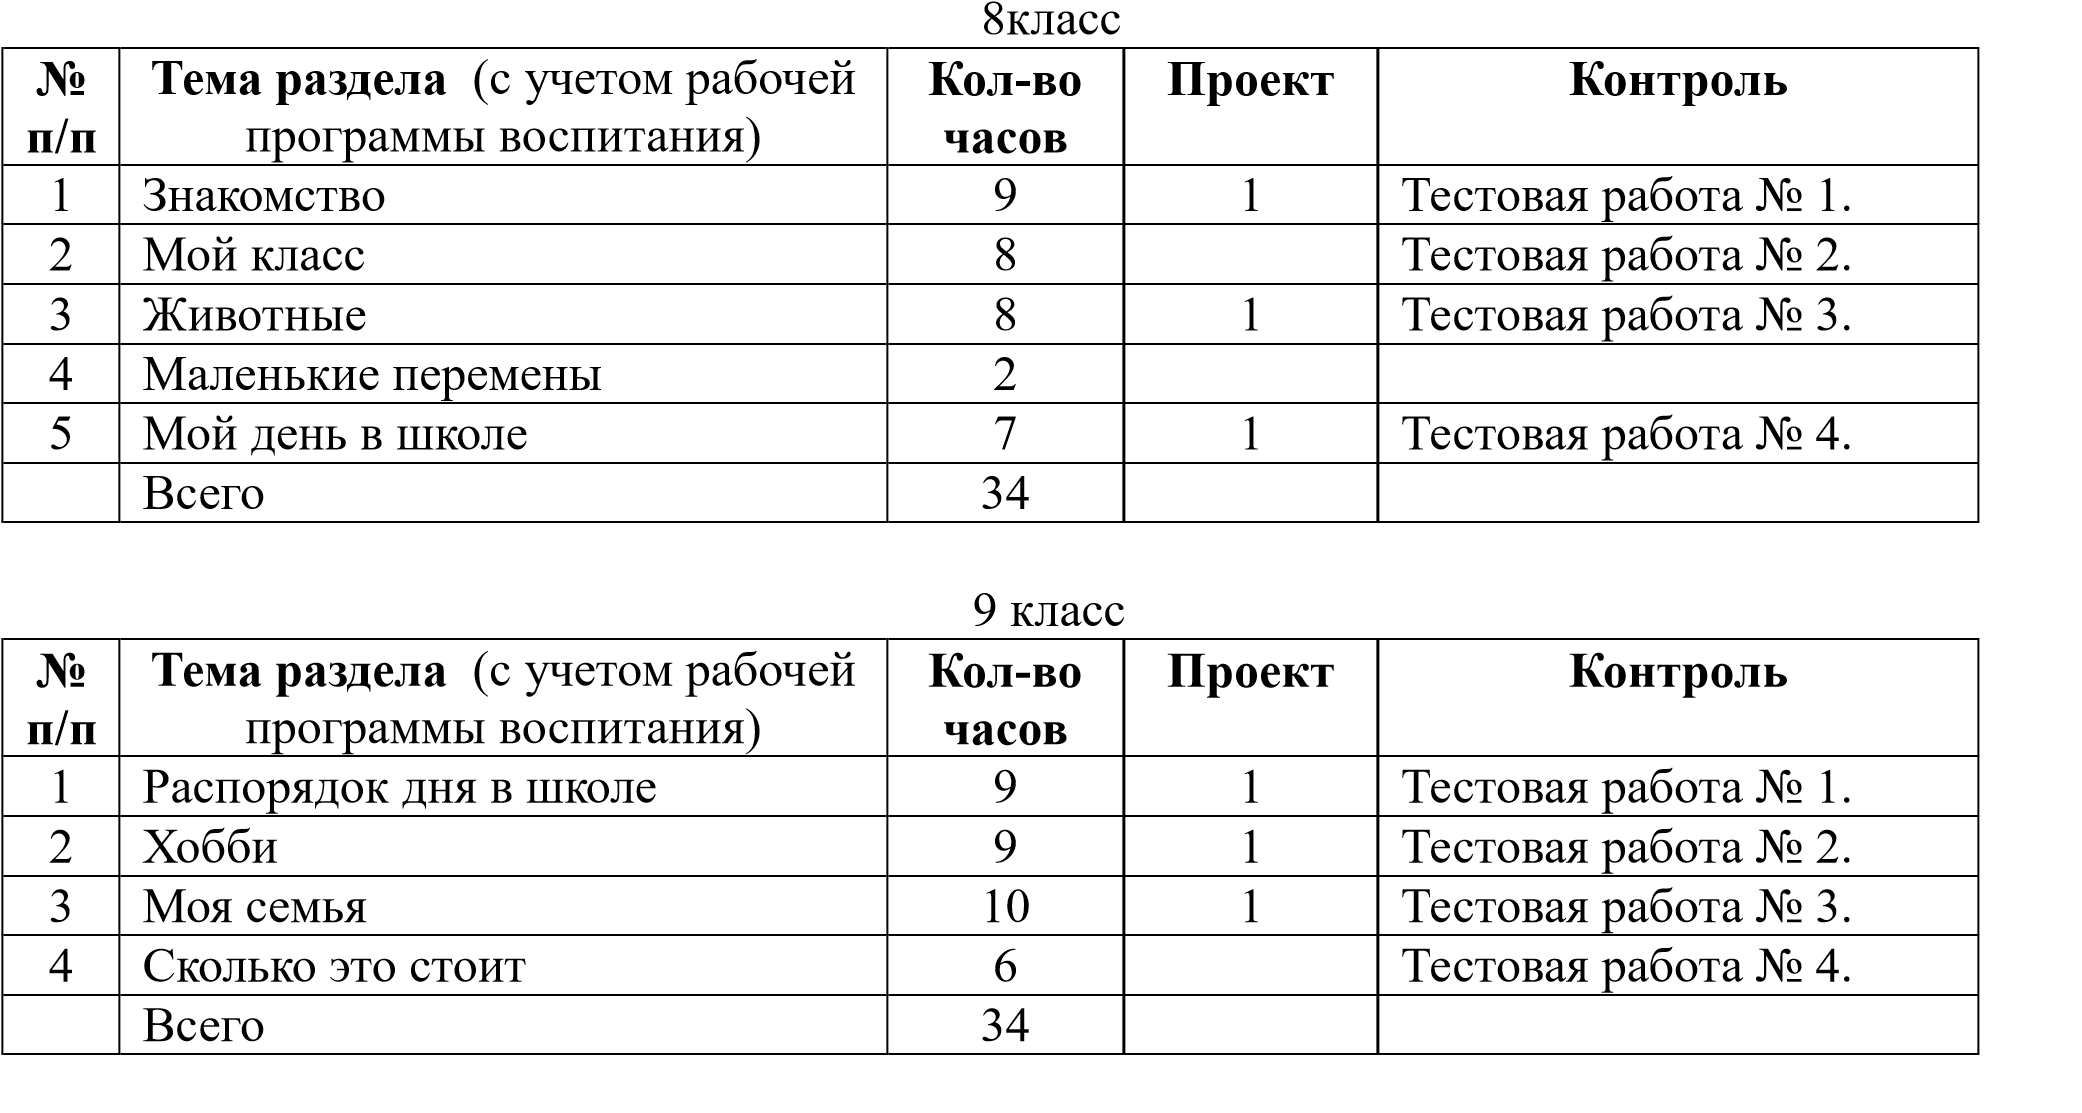 8класс
№ п/п Тема раздела (с учетом рабочей программы воспитания) Кол-во часов Проект Контроль
1 Знакомство 9 1 Тестовая работа № 1.
2 Мой класс 8 Тестовая работа № 2.
3 Животные 8 1 Тестовая работа № 3.
4 Маленькие перемены 2
5 Мой день в школе 7 1 Тестовая работа № 4.
Всего 34
9 класс
№ п/п Тема раздела (с учетом рабочей программы воспитания) Кол-во часов Проект Контроль
1 Распорядок дня в школе 9 1 Тестовая работа № 1.
2 Хобби 9 1 Тестовая работа № 2.
3 Моя семья 10 1 Тестовая работа № 3.
4 Сколько это стоит 6 Тестовая работа № 4.
Всего 34